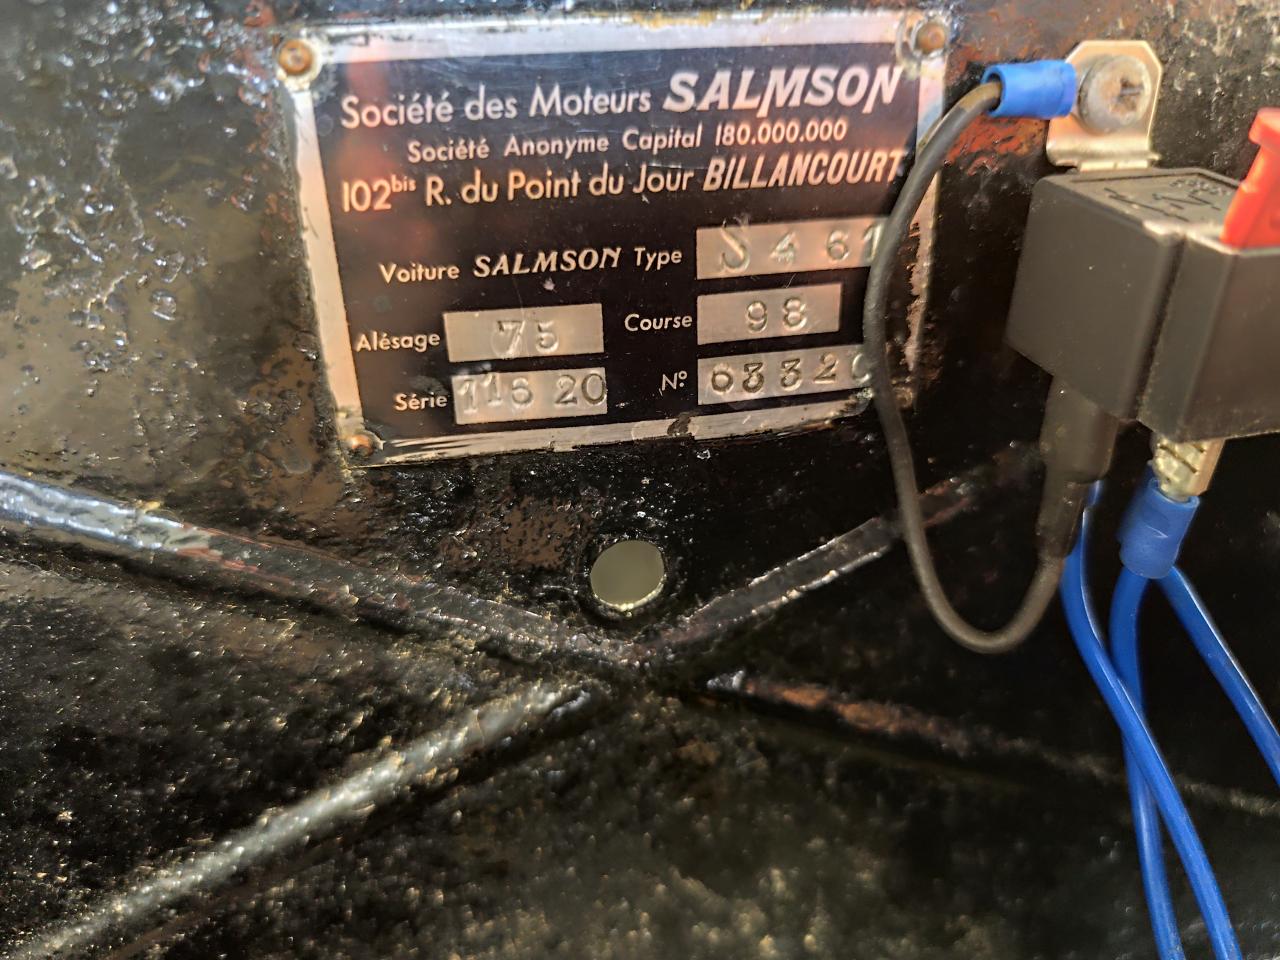 Société des Moteurs SALMSON
Société Anonyme Capital 180.000.000
102bis R. du Point du Jour BILLANCOURT
Voiture SALMSON Type S 4 61
Alésage 75 Course 98
Série 116 20 Nº